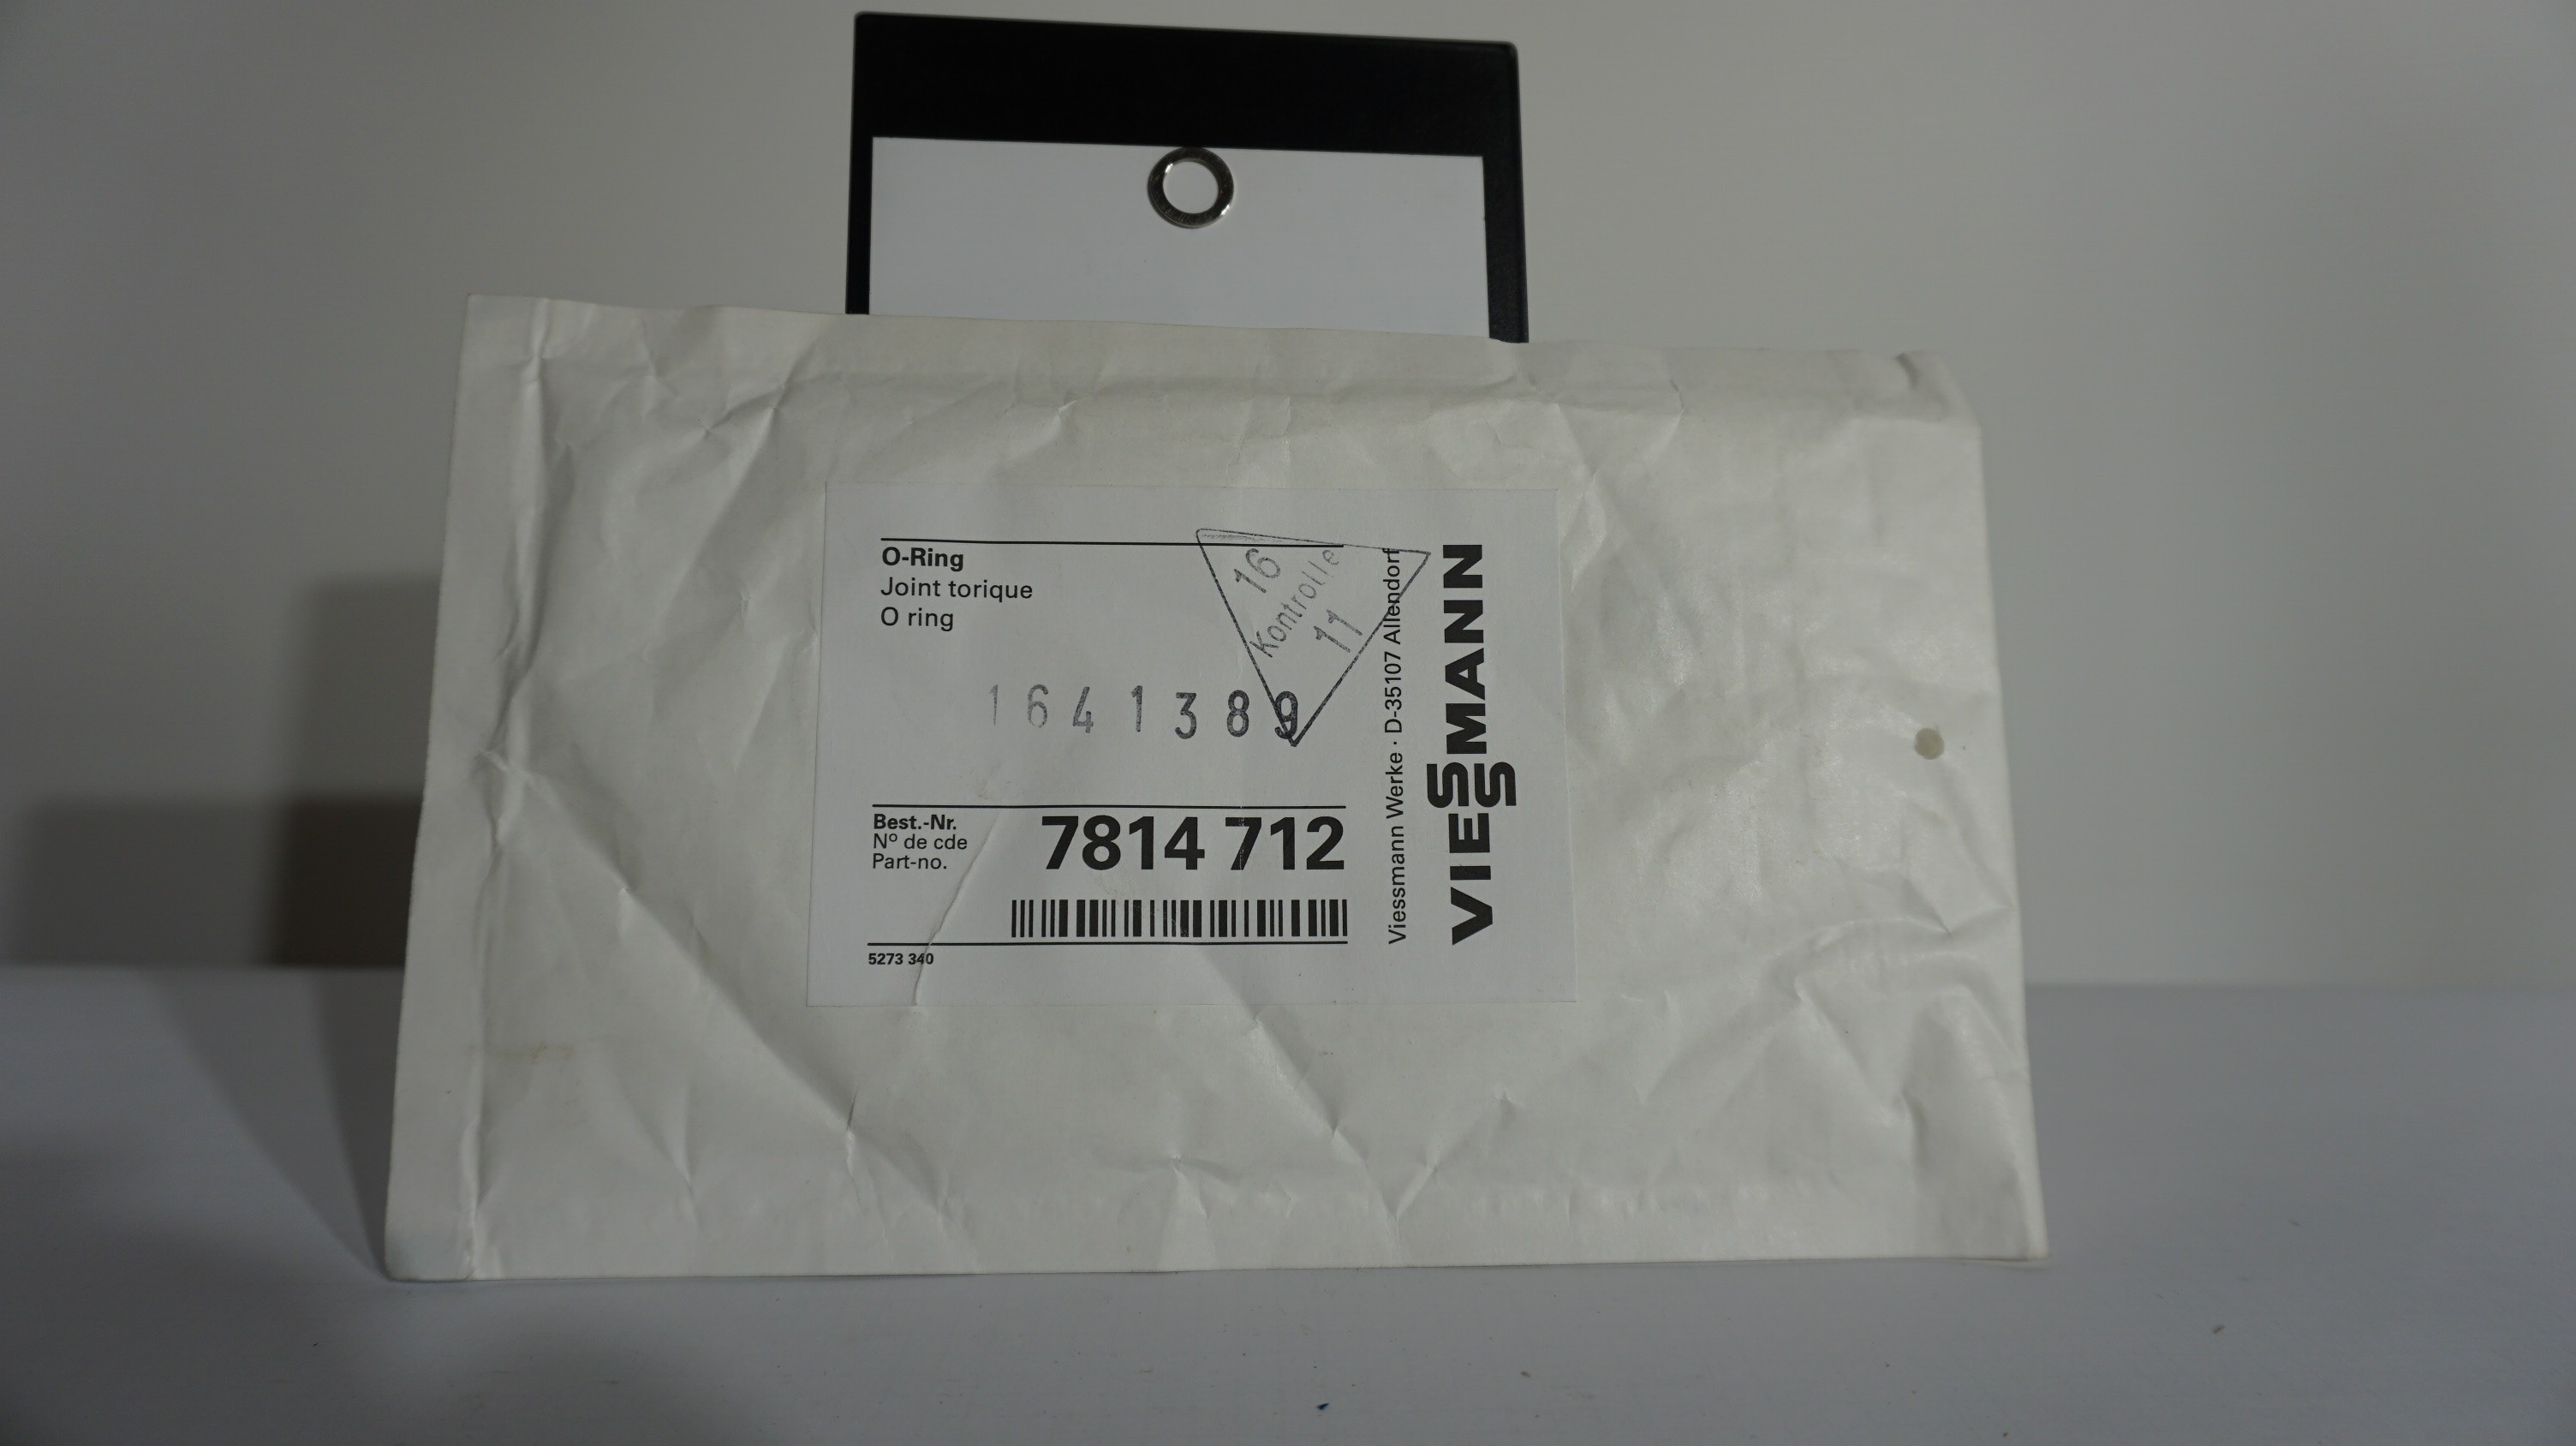 O-Ring
Joint torique
O ring
16
Kontrolle
11
1641389
Best.-Nr.
Nº de cde
Part-no.
7814 712
5273 340
Viessmann Werke · D-35107 Allendorf
VIESSMANN